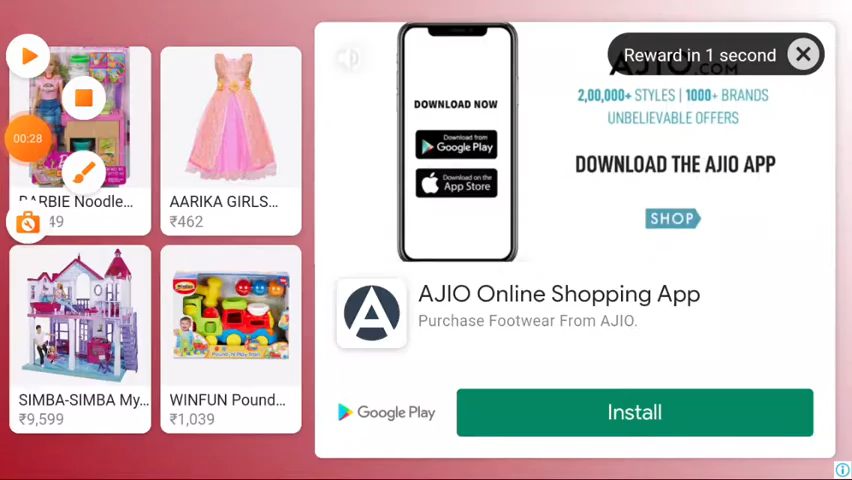 00:28
BARBIE Noodle...
49
AARIKA GIRLS...
₹462
SIMBA-SIMBA My...
₹9,599
WINFUN Pound...
₹1,039
DOWNLOAD NOW
Download from
Google Play
Download on the
App Store
Reward in 1 second
AJIO.COM
2,00,000+ STYLES | 1000+ BRANDS
UNBELIEVABLE OFFERS
DOWNLOAD THE AJIO APP
SHOP
AJIO Online Shopping App
Purchase Footwear From AJIO.
Google Play
Install